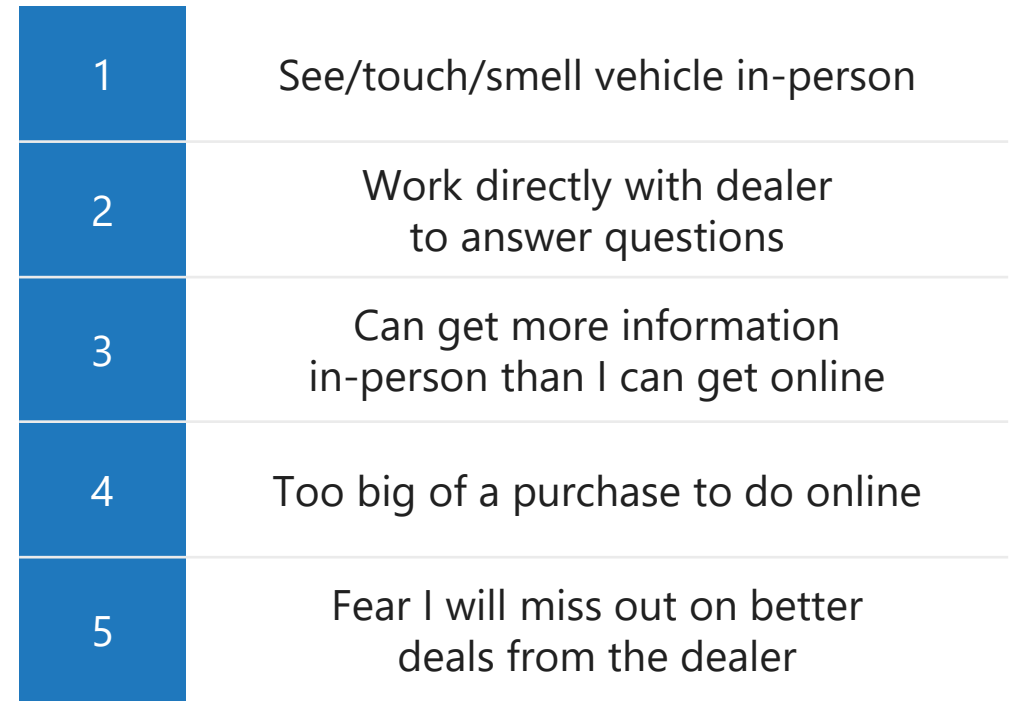 1
See/touch/smell vehicle in-person
2
Work directly with dealer
to answer questions
3
Can get more information
in-person than I can get online
4
Too big of a purchase to do online
5
Fear I will miss out on better
deals from the dealer